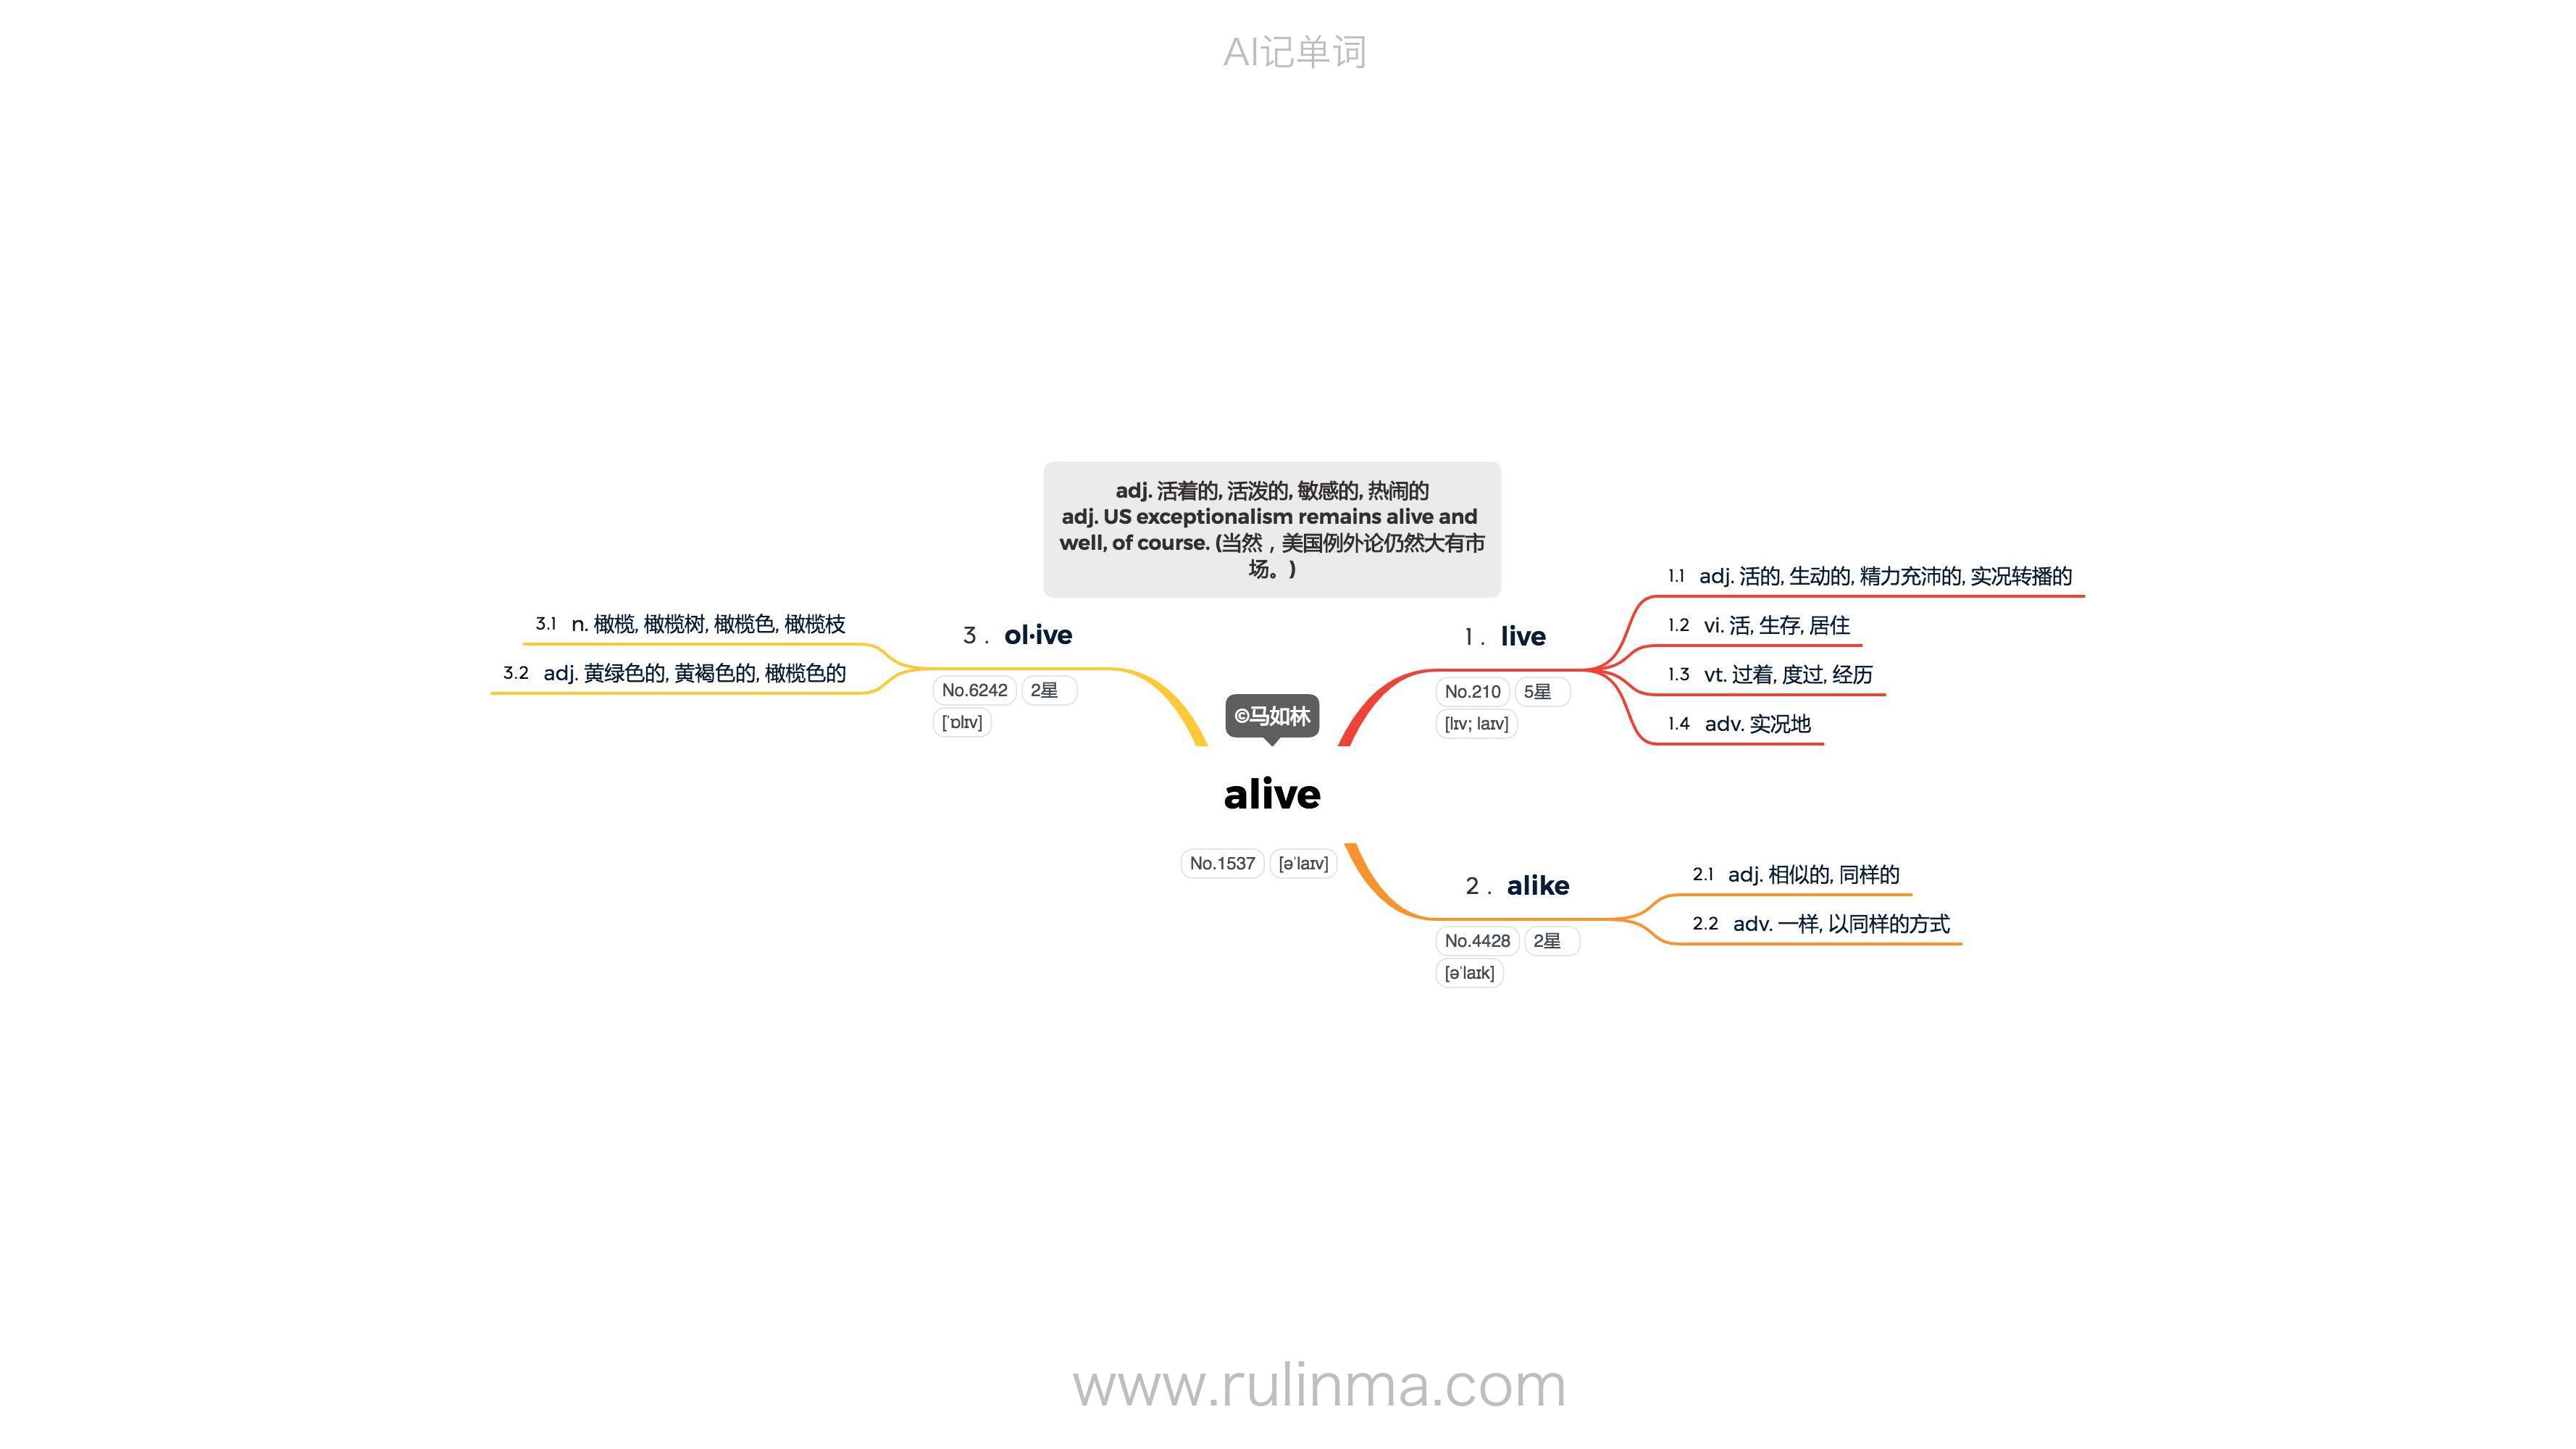 AI记单词
adj. 活着的, 活泼的, 敏感的, 热闹的
adj. US exceptionalism remains alive and
well, of course. (当然，美国例外论仍然大有市
场。)
©马如林
alive
No.1537 [əˈlaɪv]
1 . live
No.210 5星
[lɪv; laɪv]
1.1 adj. 活的, 生动的, 精力充沛的, 实况转播的
1.2 vi. 活, 生存, 居住
1.3 vt. 过着, 度过, 经历
1.4 adv. 实况地
2 . alike
No.4428 2星
[əˈlaɪk]
2.1 adj. 相似的, 同样的
2.2 adv. 一样, 以同样的方式
3 . ol·ive
No.6242 2星
[ˈɒlɪv]
3.1 n. 橄榄, 橄榄树, 橄榄色, 橄榄枝
3.2 adj. 黄绿色的, 黄褐色的, 橄榄色的
www.rulinma.com